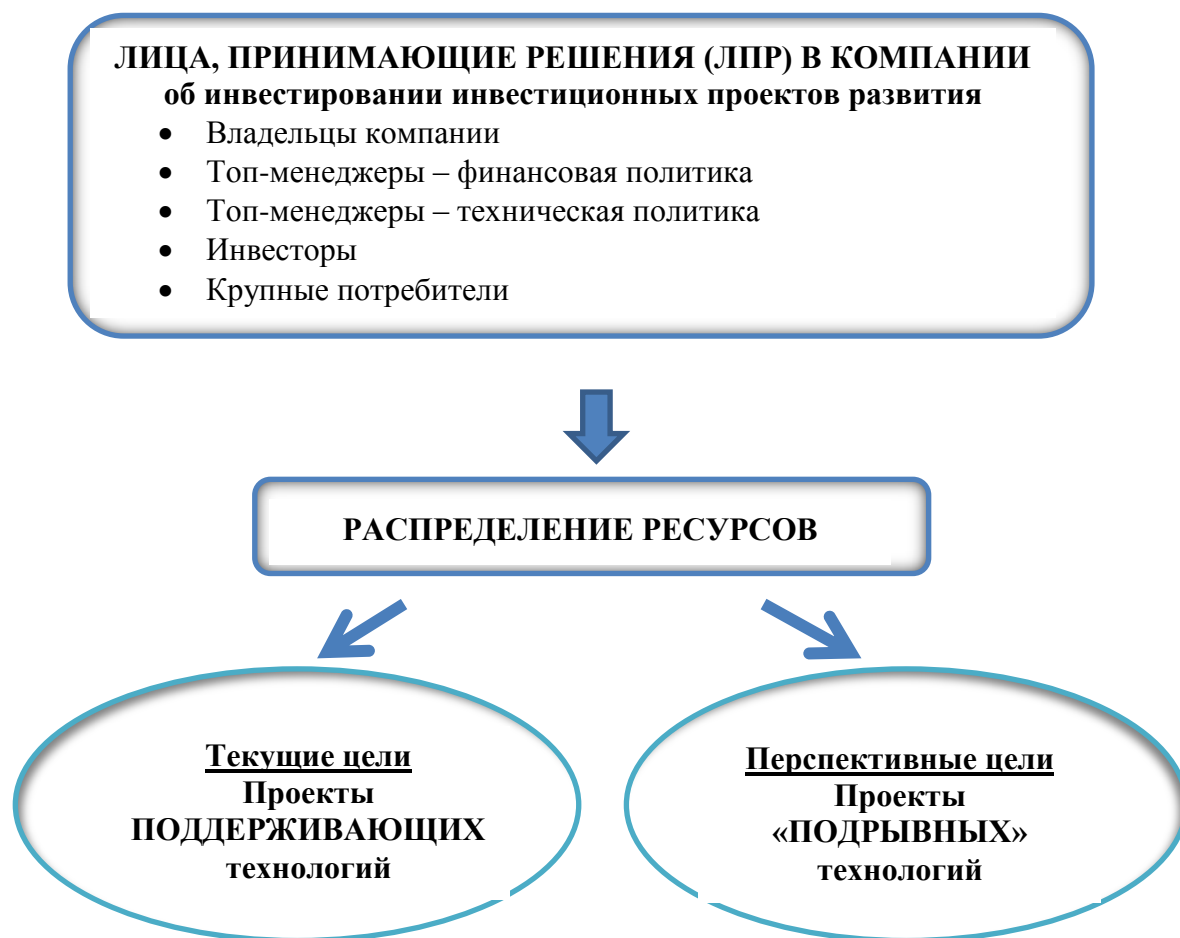 ЛИЦА, ПРИНИМАЮЩИЕ РЕШЕНИЯ (ЛПР) В КОМПАНИИ
об инвестировании инвестиционных проектов развития
• Владельцы компании
• Топ-менеджеры – финансовая политика
• Топ-менеджеры – техническая политика
• Инвесторы
• Крупные потребители
РАСПРЕДЕЛЕНИЕ РЕСУРСОВ
Текущие цели
Проекты
ПОДДЕРЖИВАЮЩИХ
технологий
Перспективные цели
Проекты
«ПОДРЫВНЫХ»
технологий